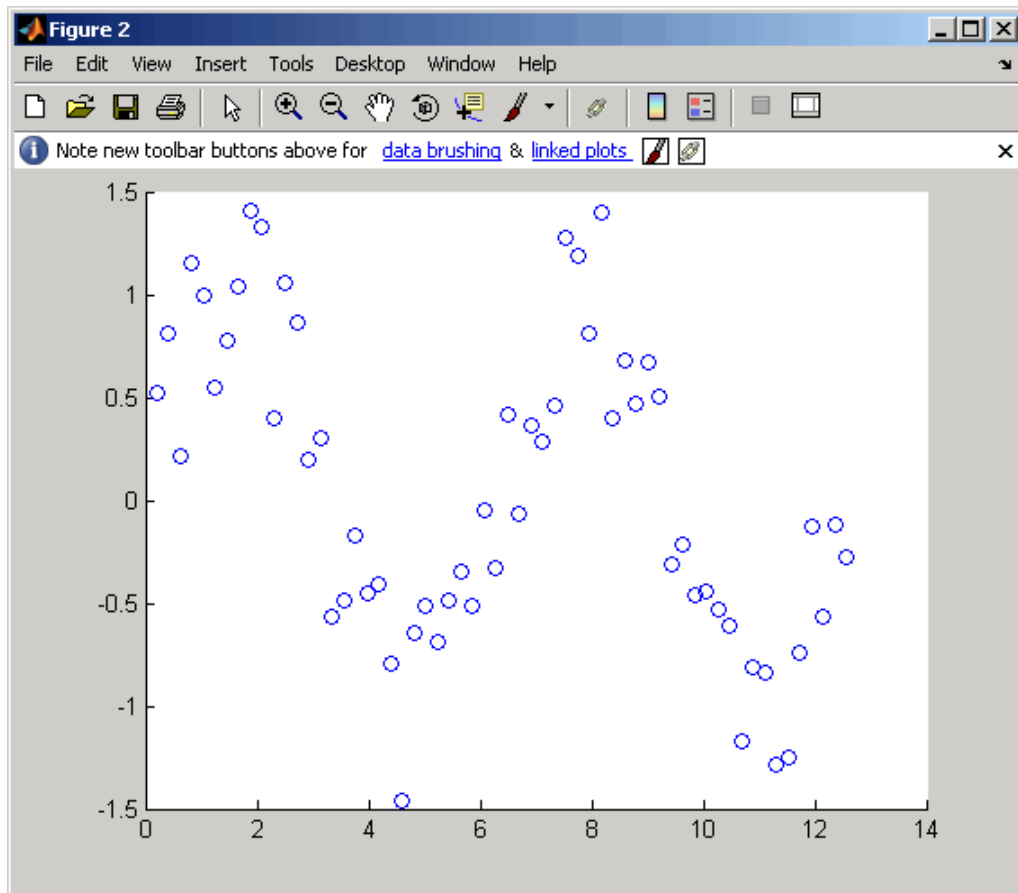 Figure 2
File Edit View Insert Tools Desktop Window Help
Note new toolbar buttons above for data brushing & linked plots
1.5
1
0.5
0
-0.5
-1
-1.5
0 2 4 6 8 10 12 14